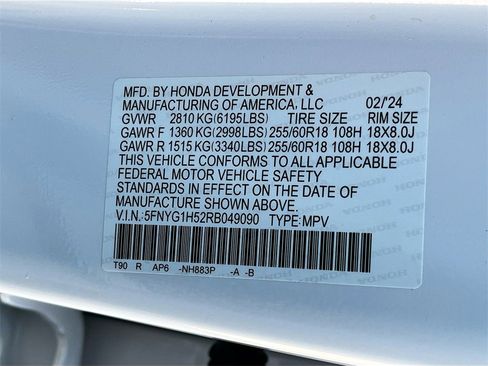 MFD. BY HONDA DEVELOPMENT &
MANUFACTURING OF AMERICA, LLC 02/'24
GVWR 2810 KG(6195LBS) TIRE SIZE RIM SIZE
GAWR F 1360 KG(2998LBS) 255/60R18 108H 18X8.0J
GAWR R 1515 KG(3340LBS) 255/60R18 108H 18X8.0J
THIS VEHICLE CONFORMS TO ALL APPLICABLE
FEDERAL MOTOR VEHICLE SAFETY
STANDARDS IN EFFECT ON THE DATE OF
MANUFACTURE SHOWN ABOVE.
V.I.N.:5FNYG1H52RB049090 TYPE:MPV
T90 R AP6 -NH883P -A -B